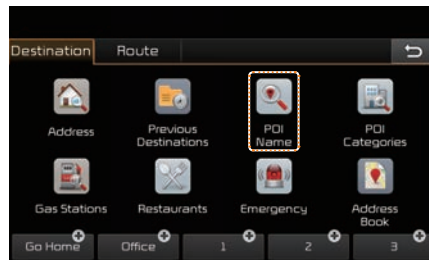 Destination Route
Address Previous Destinations POI Name POI Categories
Gas Stations Restaurants Emergency Address Book
Go Home Office 1 2 3